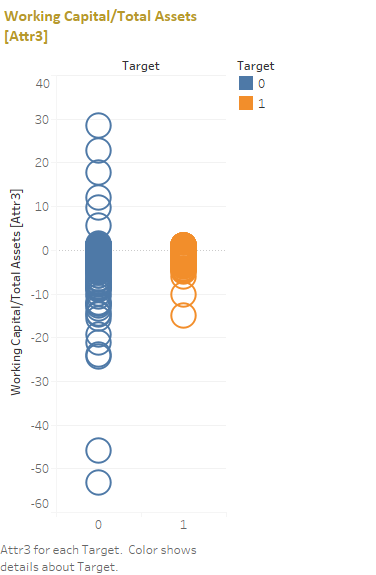 Working Capital/Total Assets
[Attr3]
Target
Target
0
1
40
30
20
10
0
-10
-20
-30
-40
-50
-60
Working Capital/Total Assets [Attr3]
0
1
Attr3 for each Target. Color shows
details about Target.